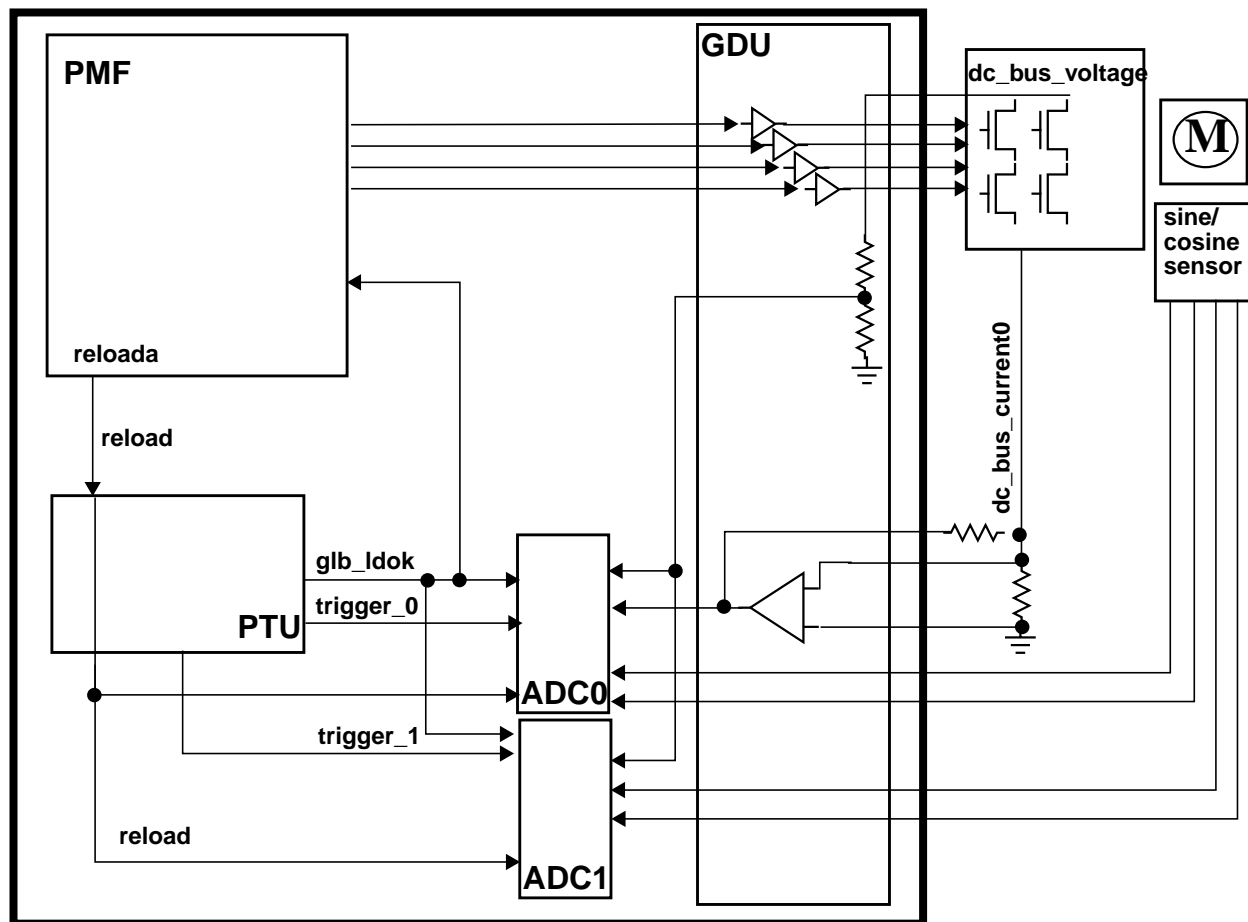 GDU
PMF
dc_bus_voltage
M
sine/
cosine
sensor
reloada
reload
dc_bus_current0
glb_ldok
trigger_0
PTU
ADC0
trigger_1
reload
ADC1